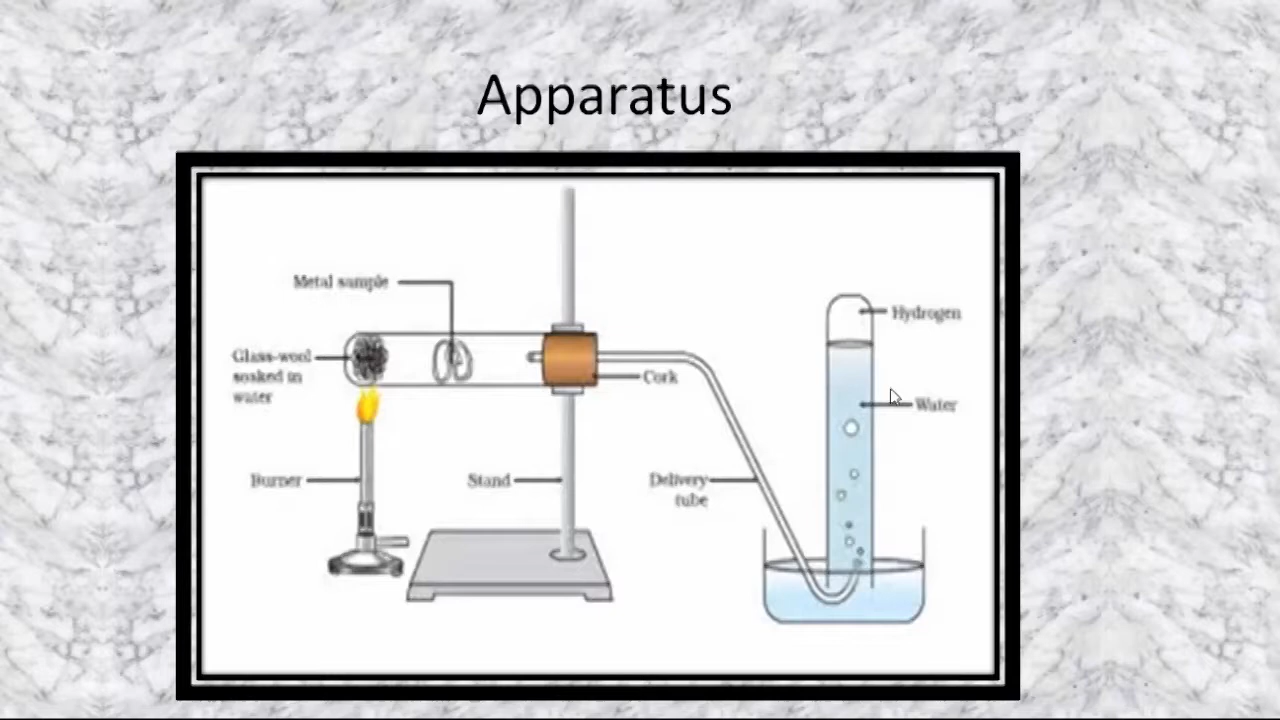 Apparatus
Metal sample
Hydrogen
Glass-wool
soaked in
water
Cork
Water
Burner
Stand
Delivery
tube